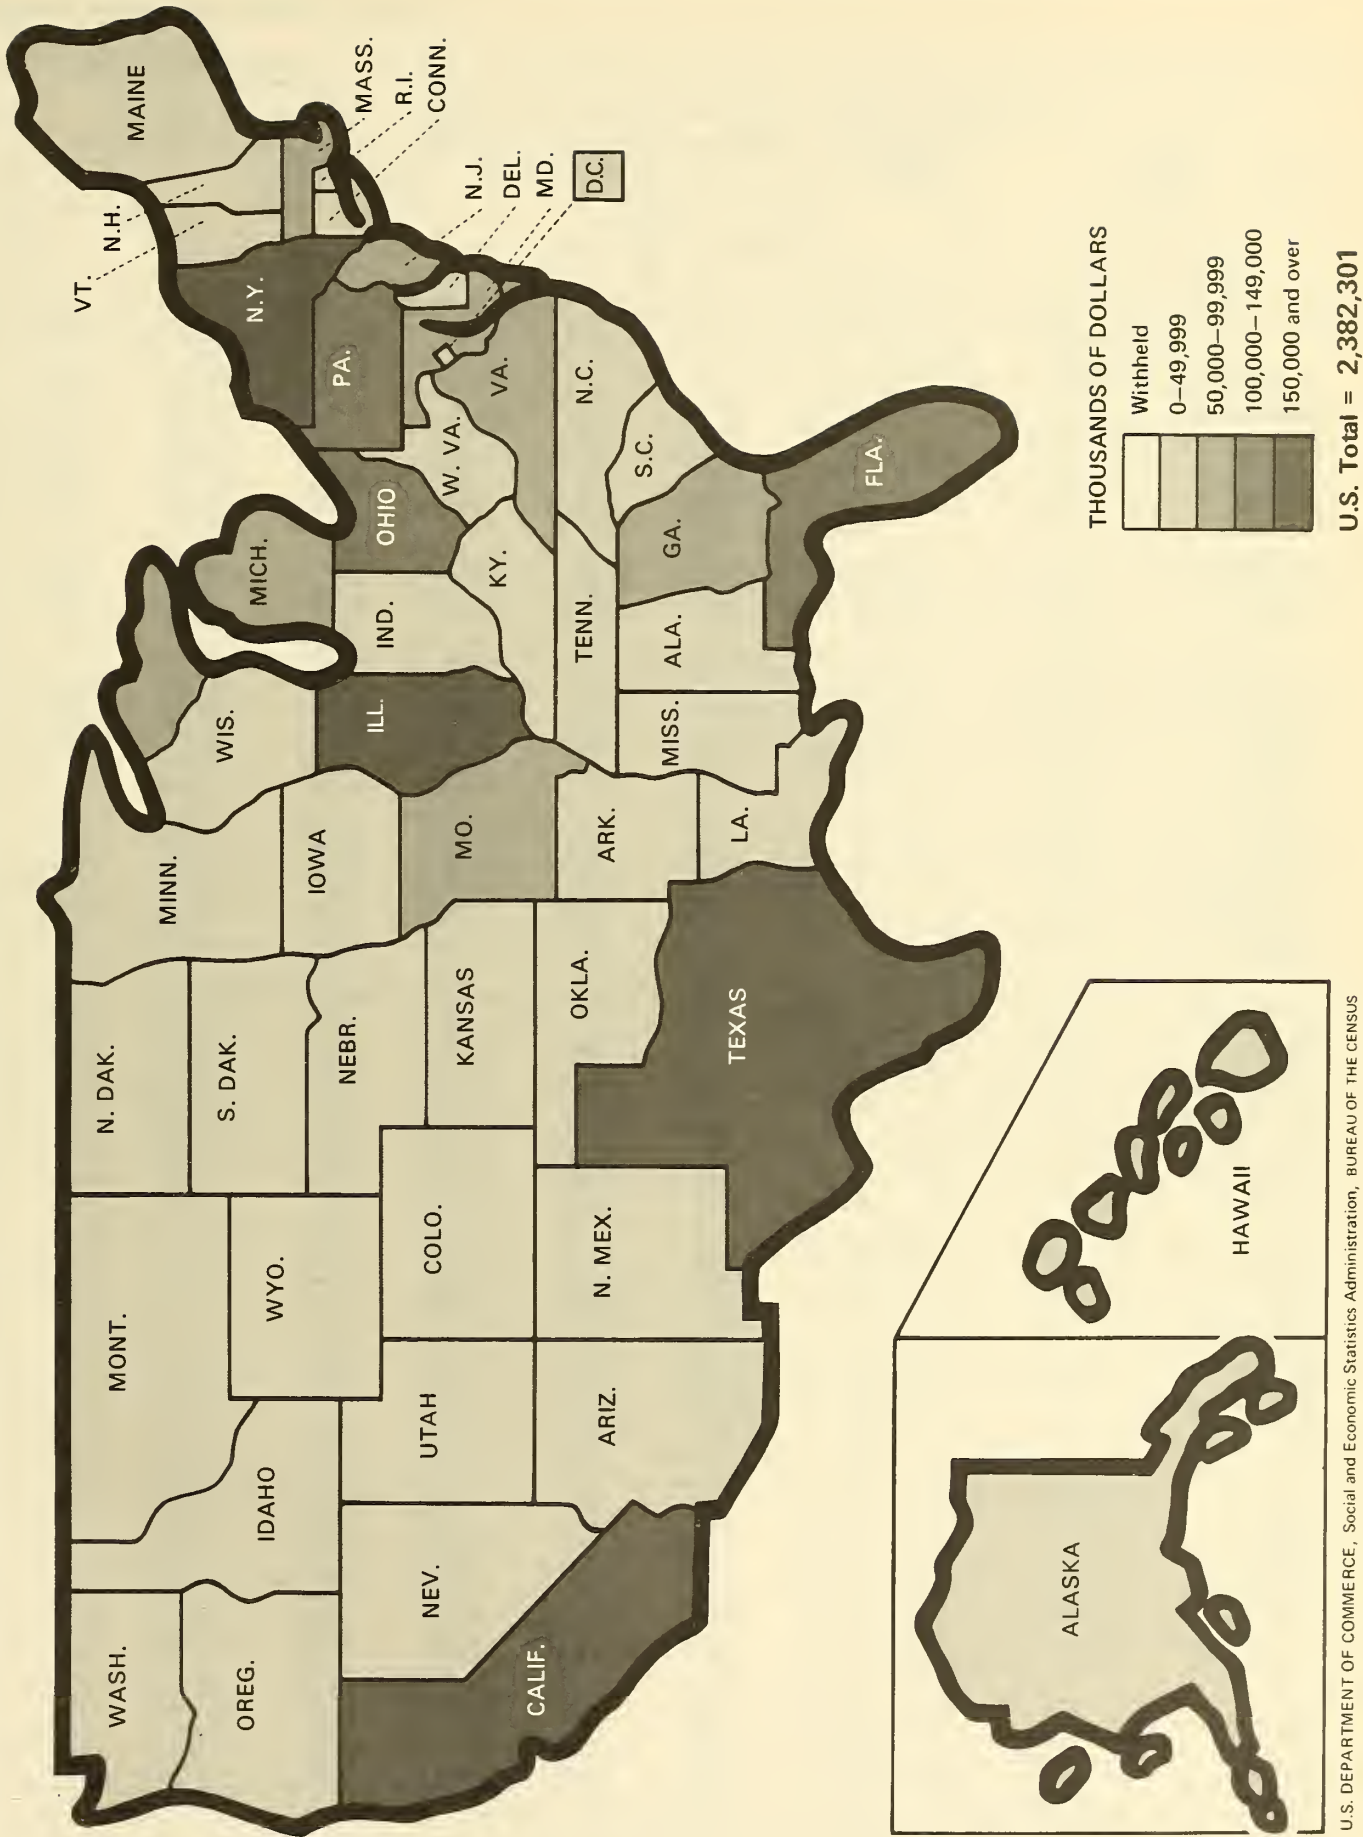 WASH.
OREG.
CALIF.
NEV.
IDAHO
MONT.
WYO.
UTAH
ARIZ.
COLO.
N. MEX.
N. DAK.
S. DAK.
NEBR.
KANSAS
OKLA.
TEXAS
MINN.
IOWA
MO.
ARK.
LA.
WIS.
ILL.
MICH.
IND.
OHIO
KY.
TENN.
MISS.
ALA.
GA.
FLA.
S.C.
N.C.
VA.
W. VA.
PA.
N.Y.
VT.
N.H.
MAINE
MASS.
R.I.
CONN.
N.J.
DEL.
MD.
D.C.
ALASKA
HAWAII
THOUSANDS OF DOLLARS
Withheld
0–49,999
50,000–99,999
100,000–149,000
150,000 and over
U.S. Total = 2,382,301
U.S. DEPARTMENT OF COMMERCE, Social and Economic Statistics Administration, BUREAU OF THE CENSUS